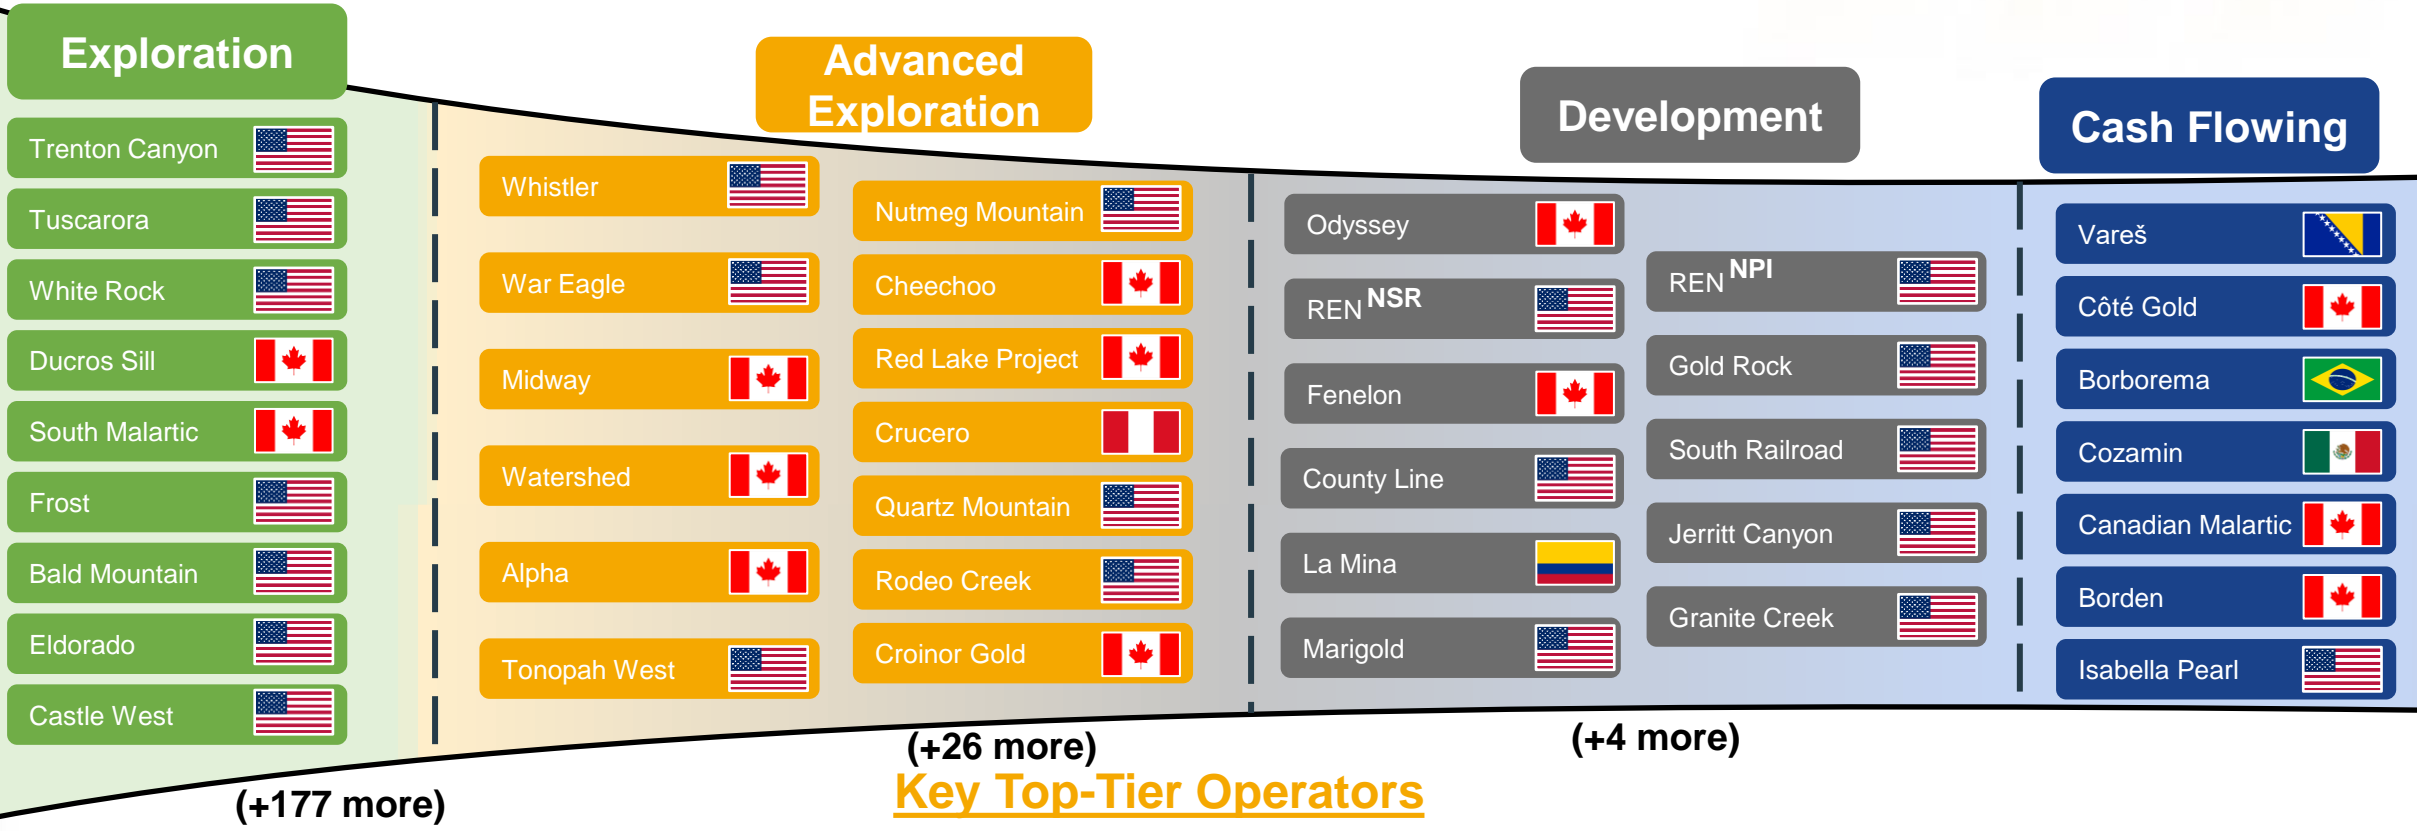 Exploration
Trenton Canyon
Tuscarora
White Rock
Ducros Sill
South Malartic
Frost
Bald Mountain
Eldorado
Castle West
(+177 more)
Advanced
Exploration
Whistler
War Eagle
Midway
Watershed
Alpha
Tonopah West
Nutmeg Mountain
Cheechoo
Red Lake Project
Crucero
Quartz Mountain
Rodeo Creek
Croinor Gold
(+26 more)
Development
Odyssey
REN NSR
Fenelon
County Line
La Mina
Marigold
REN NPI
Gold Rock
South Railroad
Jerritt Canyon
Granite Creek
(+4 more)
Cash Flowing
Vareš
Côté Gold
Borborema
Cozamin
Canadian Malartic
Borden
Isabella Pearl
Key Top-Tier Operators